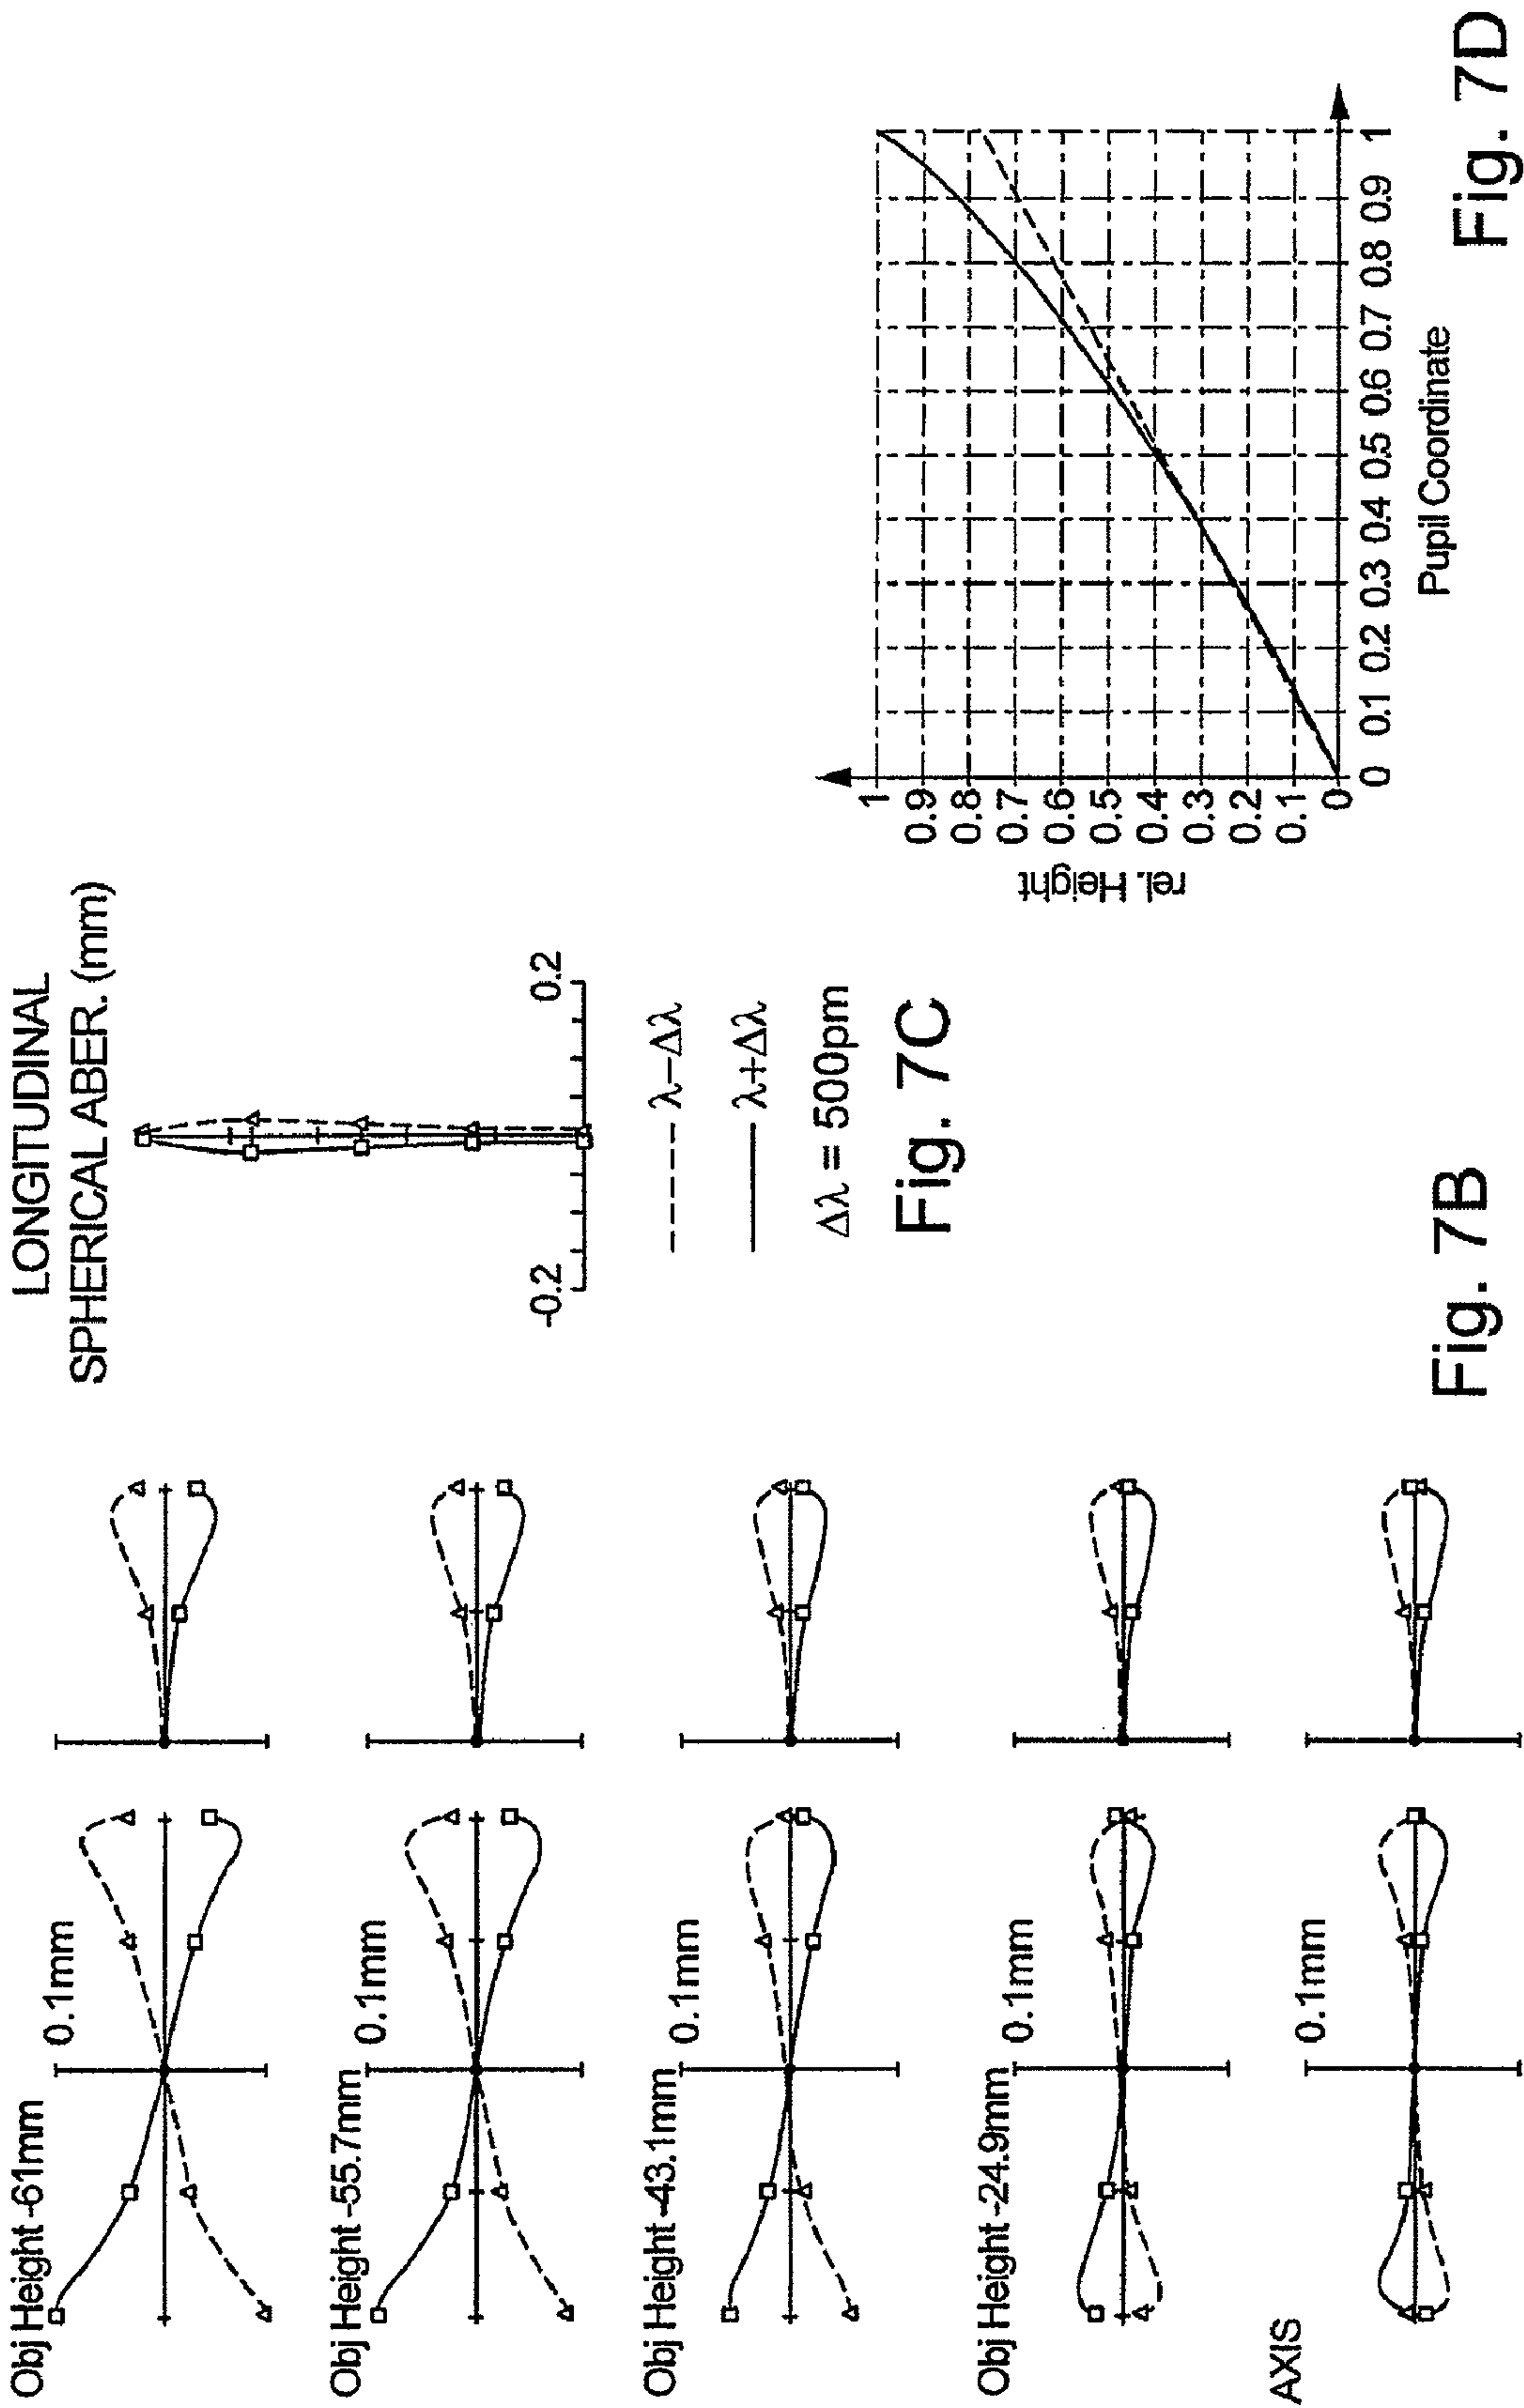 Obj Height -61mm
0.1mm
Obj Height -55.7mm
0.1mm
Obj Height -43.1mm
0.1mm
Obj Height -24.9mm
0.1mm
AXIS
0.1mm
Fig. 7B
LONGITUDINAL
SPHERICAL ABER. (mm)
-0.2 0.2
λ−Δλ
λ+Δλ
Δλ = 500pm
Fig. 7C
rel. Height
1
0.9
0.8
0.7
0.6
0.5
0.4
0.3
0.2
0.1
0
0 0.1 0.2 0.3 0.4 0.5 0.6 0.7 0.8 0.9 1
Pupil Coordinate
Fig. 7D